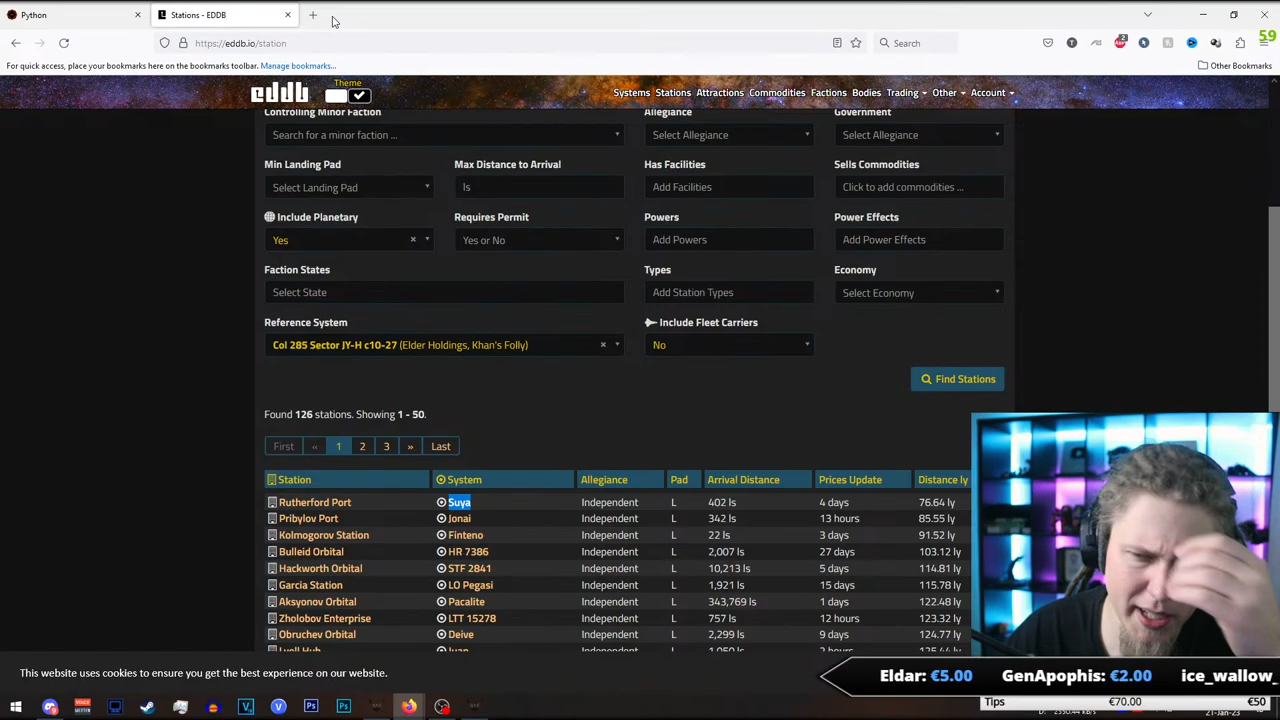 Python
Stations - EDDB
59
https://eddb.io/station
Search
2
For quick access, place your bookmarks here on the bookmarks toolbar. Manage bookmarks...
Other Bookmarks
eddb
Theme
Systems Stations Attractions Commodities Factions Bodies Trading Other Account
Controlling Minor Faction Allegiance Government
Search for a minor faction ... Select Allegiance Select Allegiance
Min Landing Pad Max Distance to Arrival Has Facilities Sells Commodities
Select Landing Pad ls Add Facilities Click to add commodities ...
Include Planetary Requires Permit Powers Power Effects
Yes Yes or No Add Powers Add Power Effects
Faction States Types Economy
Select State Add Station Types Select Economy
Reference System Include Fleet Carriers
Col 285 Sector JY-H c10-27 (Elder Holdings, Khan's Folly) No
Find Stations
Found 126 stations. Showing 1 - 50.
First « 1 2 3 » Last
Station System Allegiance Pad Arrival Distance Prices Update Distance ly
Rutherford Port Suya Independent L 402 ls 4 days 76.64 ly
Pribylov Port Jonai Independent L 342 ls 13 hours 85.55 ly
Kolmogorov Station Finteno Independent L 22 ls 3 days 91.52 ly
Bulleid Orbital HR 7386 Independent L 2,007 ls 27 days 103.12 ly
Hackworth Orbital STF 2841 Independent L 10,213 ls 5 days 114.81 ly
Garcia Station LO Pegasi Independent L 1,921 ls 15 days 115.78 ly
Aksyonov Orbital Pacalite Independent L 343,769 ls 1 days 122.48 ly
Zholobov Enterprise LTT 15278 Independent L 757 ls 12 hours 123.32 ly
Obruchev Orbital Deive Independent L 2,299 ls 9 days 124.77 ly
This website uses cookies to ensure you get the best experience on our website.
Eldar: €5.00 GenApophis: €2.00 ice_wallow_
Tips €70.00 €50
21-Jan-23